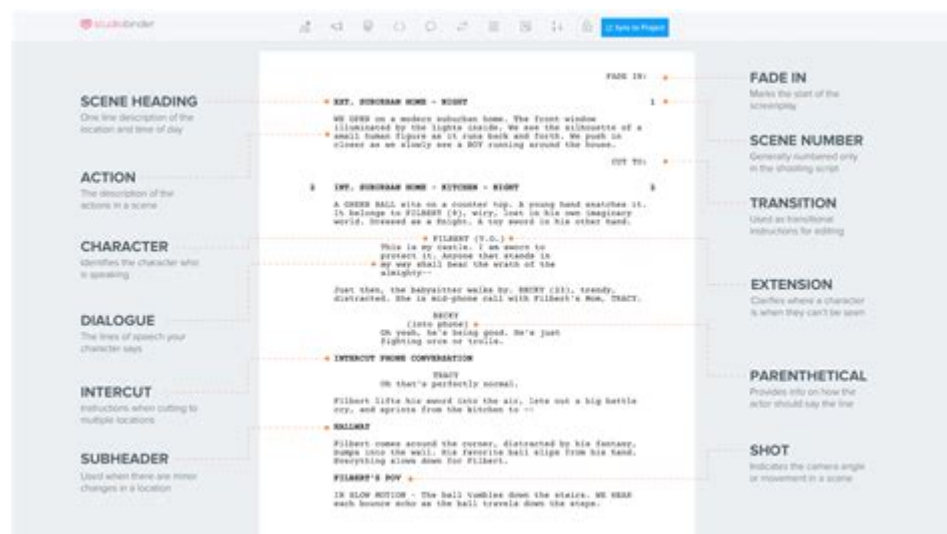 studiobinder
Sync to Project
SCENE HEADING
One line description of the
location and time of day
ACTION
The description of the
actions in a scene
CHARACTER
Identifies the character who
is speaking
DIALOGUE
The lines of speech your
character says
INTERCUT
Instructions when cutting to
multiple locations
SUBHEADER
Used when there are minor
changes in a location
FADE IN:
EXT. SUBURBAN HOME - NIGHT 1
WE OPEN on a modern suburban home. The front window
illuminated by the lights inside. We see the silhouette of a
small human figure as it runs back and forth. We push in
closer as we slowly see a BOY running around the house.
CUT TO:
2 INT. SUBURBAN HOME - KITCHEN - NIGHT 2
A GREEN BALL sits on a counter top. A young hand snatches it.
It belongs to FILBERT (9), wiry, lost in his own imaginary
world. Dressed as a Knight. A toy sword in his other hand.
FILBERT (V.O.)
This is my castle. I am sworn to
protect it. Anyone that stands in
my way shall bear the wrath of the
almighty--
Just then, the babysitter walks by. BECKY (21), trendy,
distracted. She is mid-phone call with Filbert's Mom, TRACY.
BECKY
(into phone)
Oh yeah, he's being good. He's just
fighting orcs or trolls.
INTERCUT PHONE CONVERSATION
TRACY
Oh that's perfectly normal.
Filbert lifts his sword into the air, lets out a big battle
cry, and sprints from the kitchen to --
HALLWAY
Filbert comes around the corner, distracted by his fantasy,
bumps into the wall. His favorite ball slips from his hand.
Everything slows down for Filbert.
FILBERT'S POV
IN SLOW MOTION - The ball tumbles down the stairs. WE HEAR
each bounce echo as the ball travels down the steps.
FADE IN
Marks the start of the
screenplay
SCENE NUMBER
Generally numbered only
in the shooting script
TRANSITION
Used as transitional
instructions for editing
EXTENSION
Clarifies where a character
is when they can't be seen
PARENTHETICAL
Provides info on how the
actor should say the line
SHOT
Indicates the camera angle
or movement in a scene